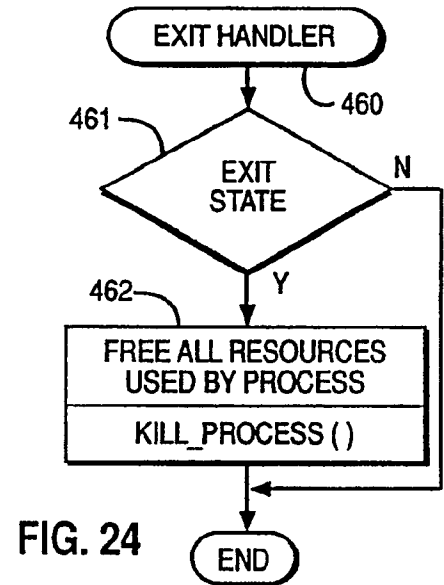 EXIT HANDLER
460
461
EXIT
STATE
N
Y
462
FREE ALL RESOURCES
USED BY PROCESS
KILL_PROCESS ( )
FIG. 24
END